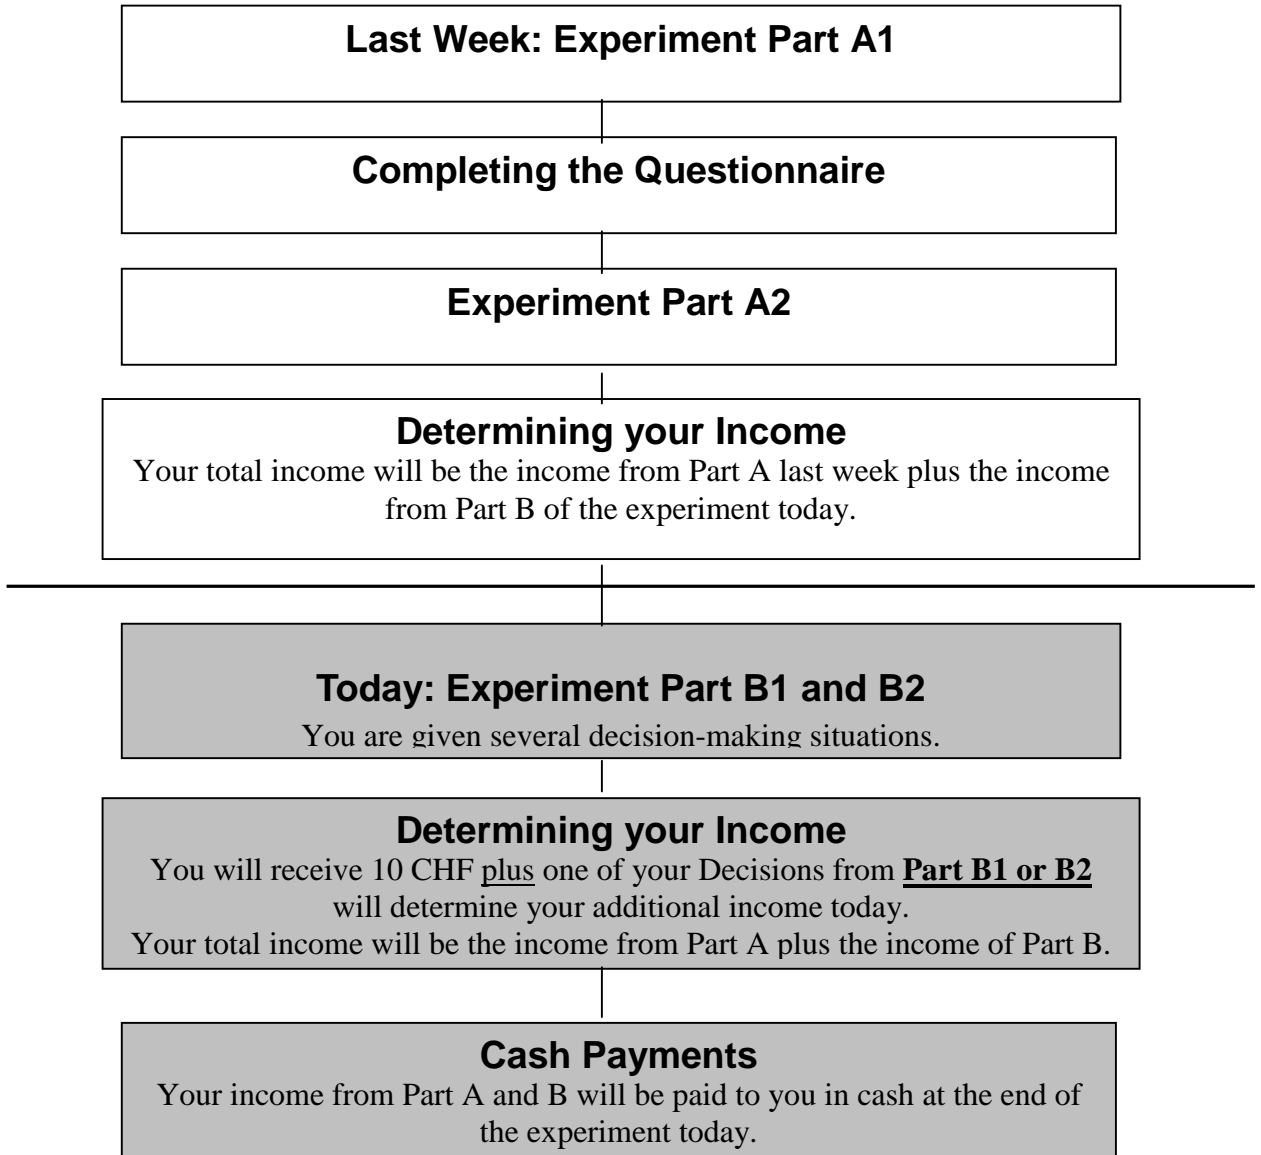 Last Week: Experiment Part A1
Completing the Questionnaire
Experiment Part A2
Determining your Income
Your total income will be the income from Part A last week plus the income
from Part B of the experiment today.
Today: Experiment Part B1 and B2
You are given several decision-making situations.
Determining your Income
You will receive 10 CHF plus one of your Decisions from Part B1 or B2
will determine your additional income today.
Your total income will be the income from Part A plus the income of Part B.
Cash Payments
Your income from Part A and B will be paid to you in cash at the end of
the experiment today.